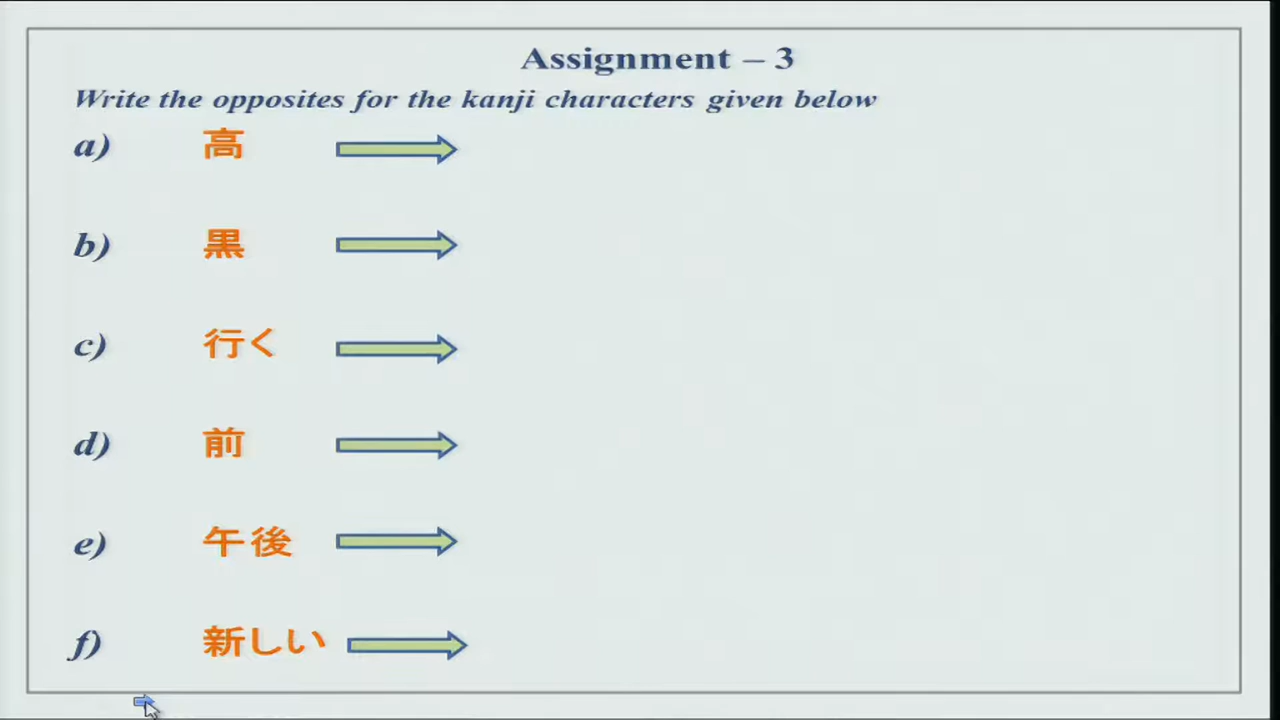 Assignment – 3
Write the opposites for the kanji characters given below
a) 高
b) 黒
c) 行く
d) 前
e) 午後
f) 新しい